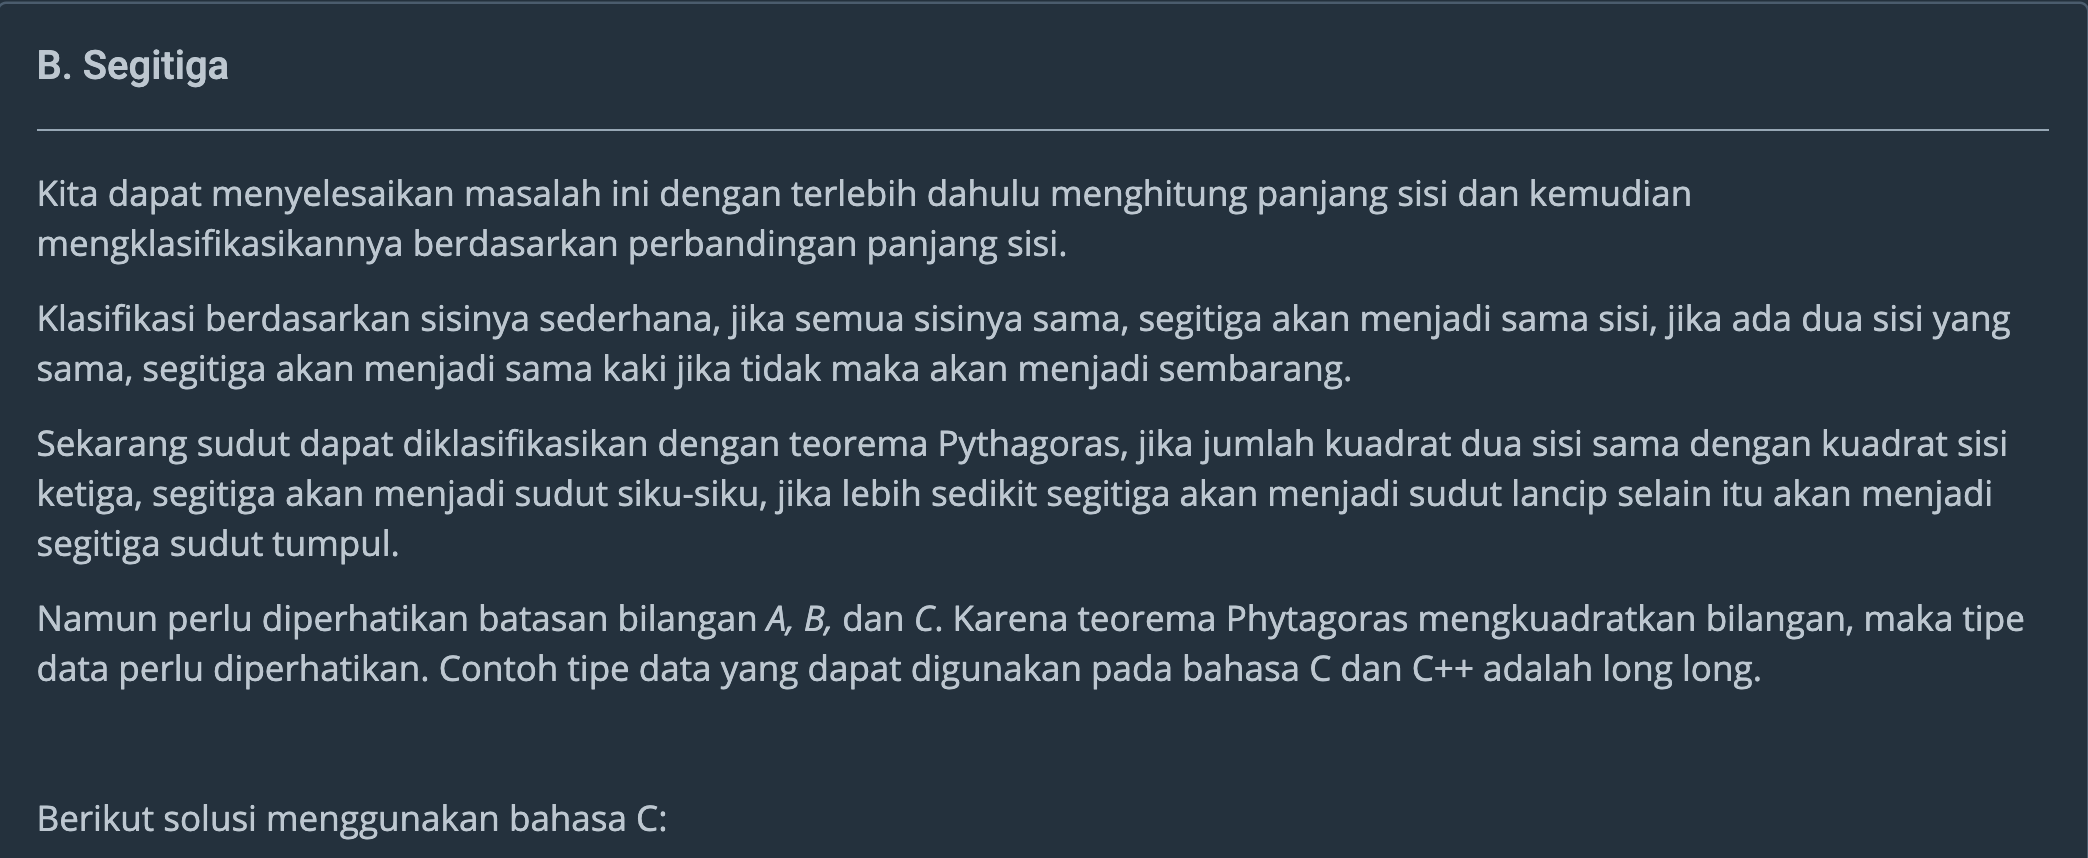 B. Segitiga
Kita dapat menyelesaikan masalah ini dengan terlebih dahulu menghitung panjang sisi dan kemudian
mengklasifikasikannya berdasarkan perbandingan panjang sisi.
Klasifikasi berdasarkan sisinya sederhana, jika semua sisinya sama, segitiga akan menjadi sama sisi, jika ada dua sisi yang
sama, segitiga akan menjadi sama kaki jika tidak maka akan menjadi sembarang.
Sekarang sudut dapat diklasifikasikan dengan teorema Pythagoras, jika jumlah kuadrat dua sisi sama dengan kuadrat sisi
ketiga, segitiga akan menjadi sudut siku-siku, jika lebih sedikit segitiga akan menjadi sudut lancip selain itu akan menjadi
segitiga sudut tumpul.
Namun perlu diperhatikan batasan bilangan A, B, dan C. Karena teorema Phytagoras mengkuadratkan bilangan, maka tipe
data perlu diperhatikan. Contoh tipe data yang dapat digunakan pada bahasa C dan C++ adalah long long.
Berikut solusi menggunakan bahasa C: